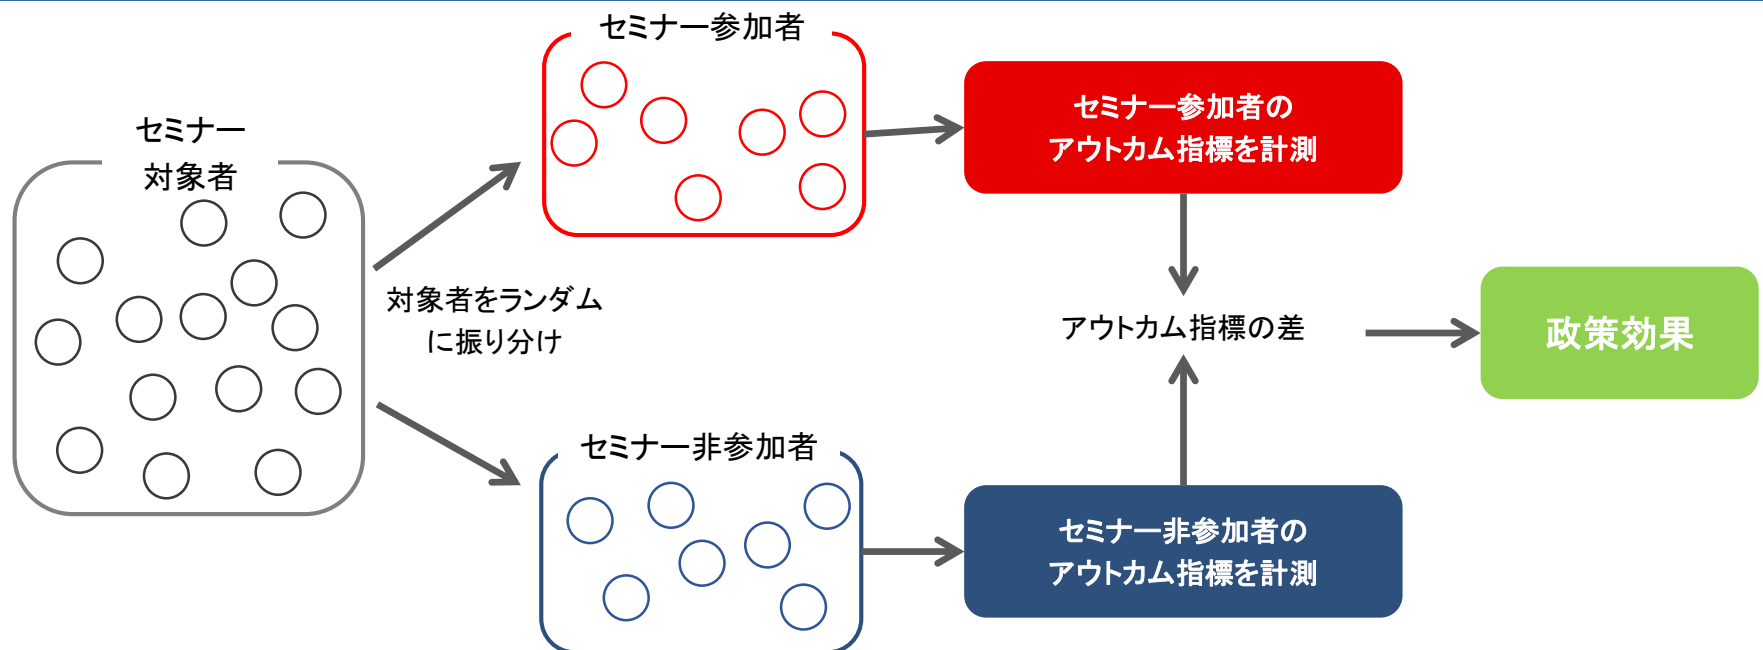 セミナー
対象者
対象者をランダム
に振り分け
セミナー参加者
セミナー参加者の
アウトカム指標を計測
アウトカム指標の差
政策効果
セミナー非参加者
セミナー非参加者の
アウトカム指標を計測